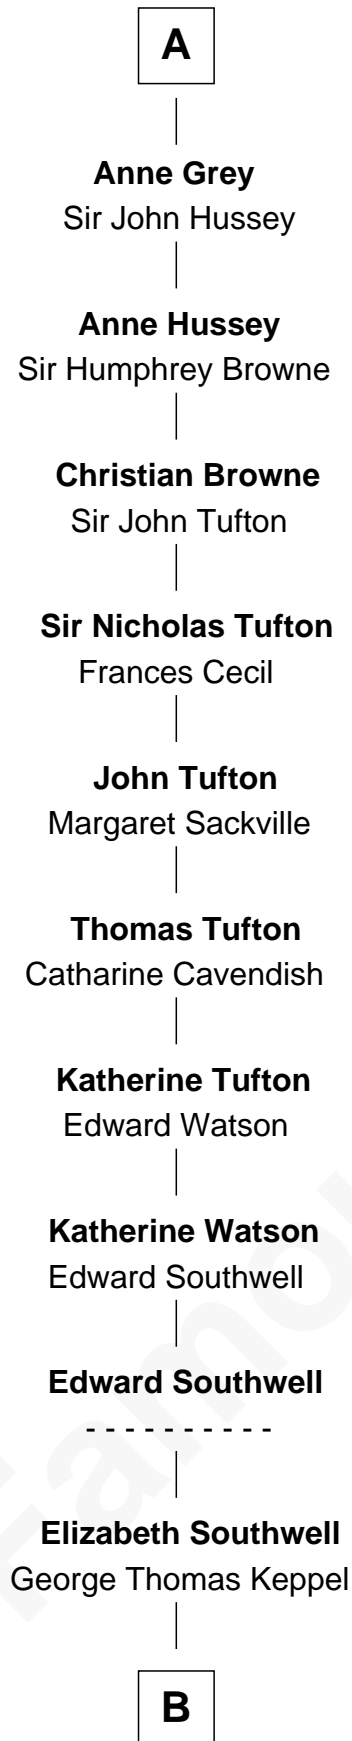 A
Anne Grey
Sir John Hussey
Anne Hussey
Sir Humphrey Browne
Christian Browne
Sir John Tufton
Sir Nicholas Tufton
Frances Cecil
John Tufton
Margaret Sackville
Thomas Tufton
Catharine Cavendish
Katherine Tufton
Edward Watson
Katherine Watson
Edward Southwell
Edward Southwell
- - - - - - - - - -
Elizabeth Southwell
George Thomas Keppel
B